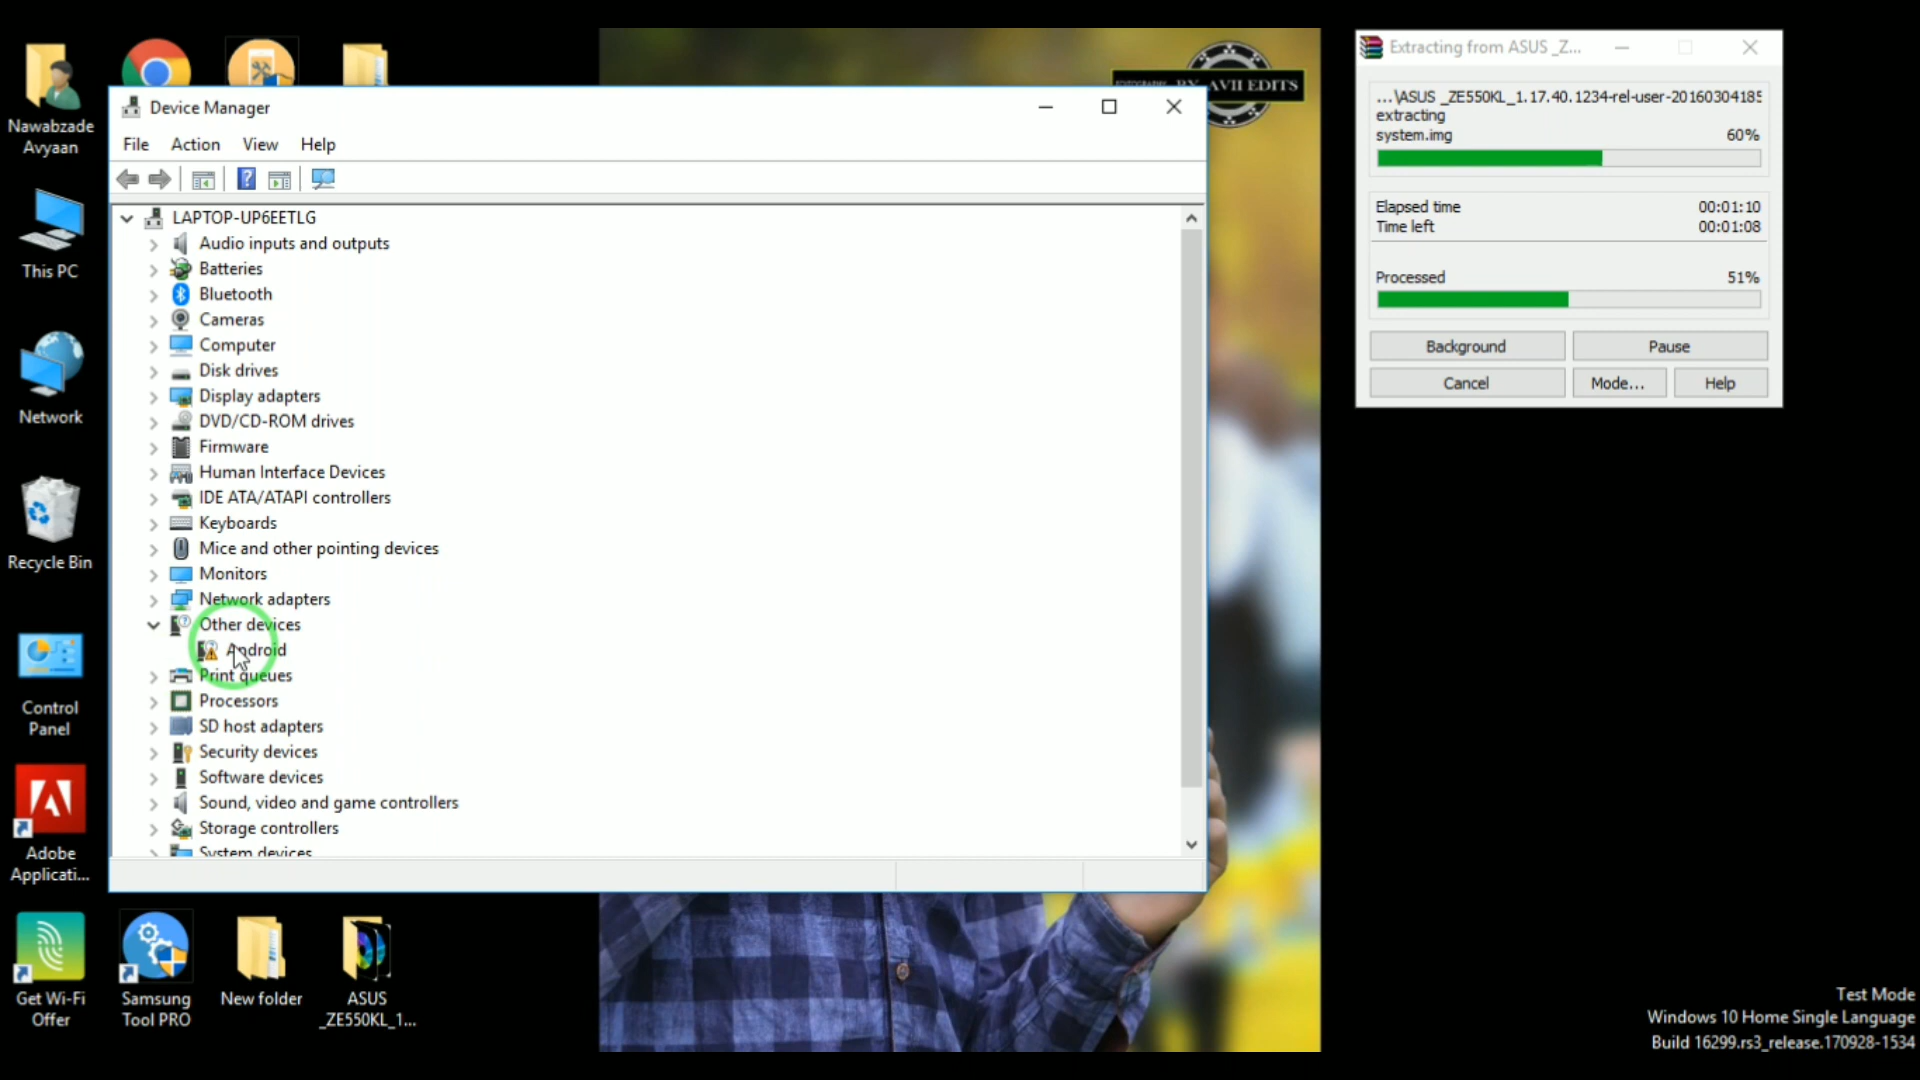 Nawabzade
Avyaan
This PC
Network
Recycle Bin
Control
Panel
Adobe
Applicati...
Get Wi-Fi
Offer
Samsung
Tool PRO
New folder
ASUS
_ZE550KL_1...
BY AVII EDITS
Device Manager
File Action View Help
LAPTOP-UP6EETLG
Audio inputs and outputs
Batteries
Bluetooth
Cameras
Computer
Disk drives
Display adapters
DVD/CD-ROM drives
Firmware
Human Interface Devices
IDE ATA/ATAPI controllers
Keyboards
Mice and other pointing devices
Monitors
Network adapters
Other devices
Android
Print queues
Processors
SD host adapters
Security devices
Software devices
Sound, video and game controllers
Storage controllers
System devices
Extracting from ASUS _Z...
...\ASUS _ZE550KL_1.17.40.1234-rel-user-20160304185
extracting
system.img 60%
Elapsed time 00:01:10
Time left 00:01:08
Processed 51%
Background Pause
Cancel Mode... Help
Test Mode
Windows 10 Home Single Language
Build 16299.rs3_release.170928-1534